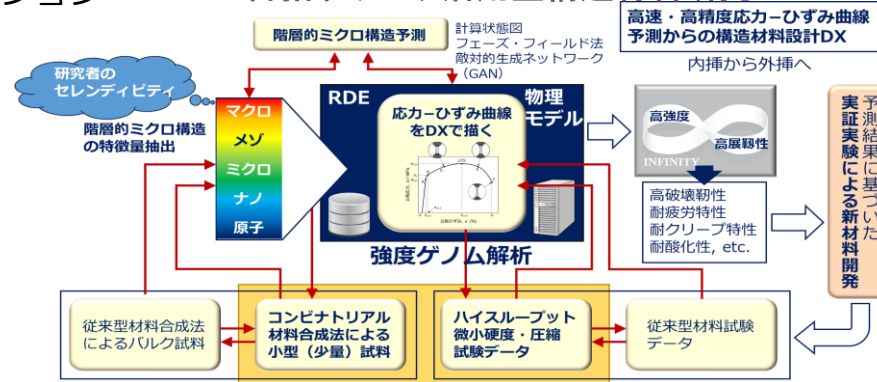 ション
高速・高精度応力ーひずみ曲線
予測からの構造材料設計DX
階層的ミクロ構造予測
計算状態図
フェーズ・フィールド法
敵対的生成ネットワーク
（GAN）
内挿から外挿へ
研究者の
セレンディビティ
階層的ミクロ構造
の特徴量抽出
マクロ
メゾ
ミクロ
ナノ
原子
RDE
物理
モデル
応力ーひずみ曲線
をDXで描く
強度ゲノム解析
高強度
高展靭性
INFINITY
高破壊靭性
耐疲労特性
耐クリープ特性
耐酸化性, etc.
予測結果に基づいた
実証実験による新材料開発
従来型材料合成法
によるバルク試料
コンビナトリアル
材料合成法による
小型（少量）試料
ハイスループット
微小硬度・圧縮
試験データ
従来型材料試験
データ